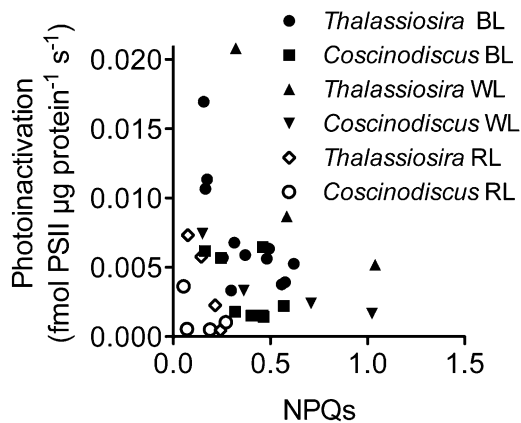 Thalassiosira BL
Coscinodiscus BL
Thalassiosira WL
Coscinodiscus WL
Thalassiosira RL
Coscinodiscus RL
Photoinactivation
(fmol PSII µg protein⁻¹ s⁻¹)
0.020
0.015
0.010
0.005
0.000
0.0 0.5 1.0 1.5
NPQs